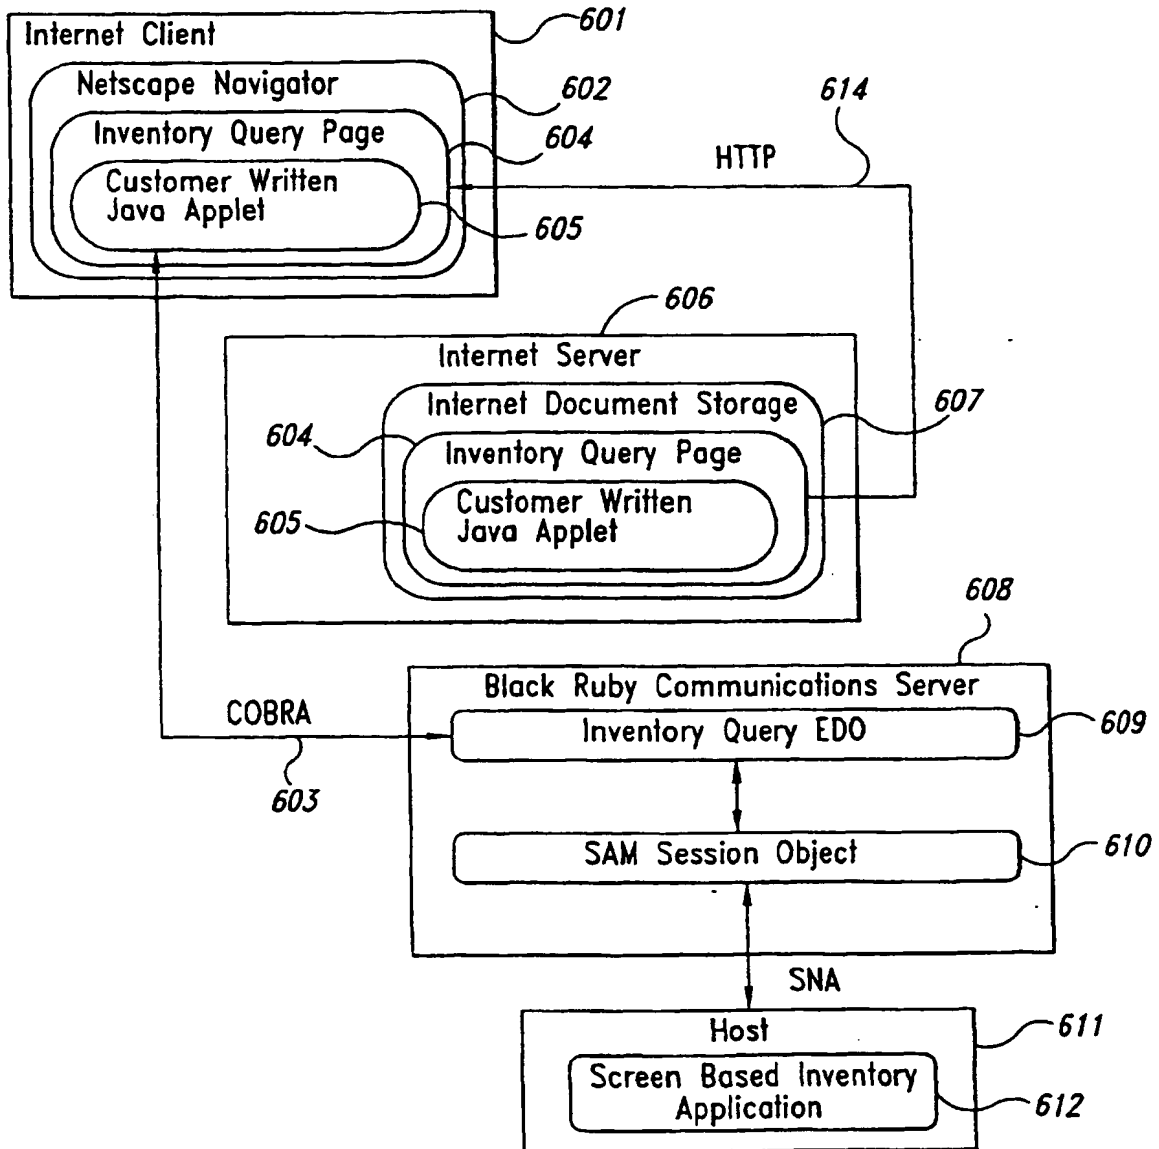 601
Internet Client
Netscape Navigator
602
614
Inventory Query Page
604
HTTP
Customer Written
Java Applet
605
606
Internet Server
Internet Document Storage
607
604
Inventory Query Page
Customer Written
605
Java Applet
608
Black Ruby Communications Server
COBRA
Inventory Query EDO
609
603
SAM Session Object
610
SNA
Host
611
Screen Based Inventory
Application
612